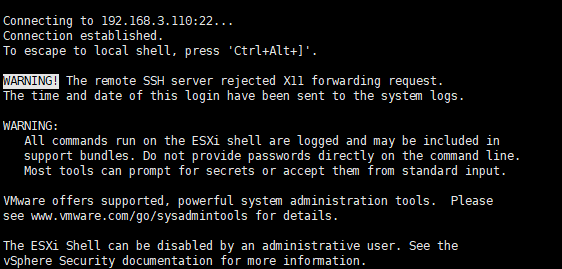 Connecting to 192.168.3.110:22...
Connection established.
To escape to local shell, press 'Ctrl+Alt+]'.
WARNING! The remote SSH server rejected X11 forwarding request.
The time and date of this login have been sent to the system logs.
WARNING:
All commands run on the ESXi shell are logged and may be included in
support bundles. Do not provide passwords directly on the command line.
Most tools can prompt for secrets or accept them from standard input.
VMware offers supported, powerful system administration tools.  Please
see www.vmware.com/go/sysadmintools for details.
The ESXi Shell can be disabled by an administrative user. See the
vSphere Security documentation for more information.